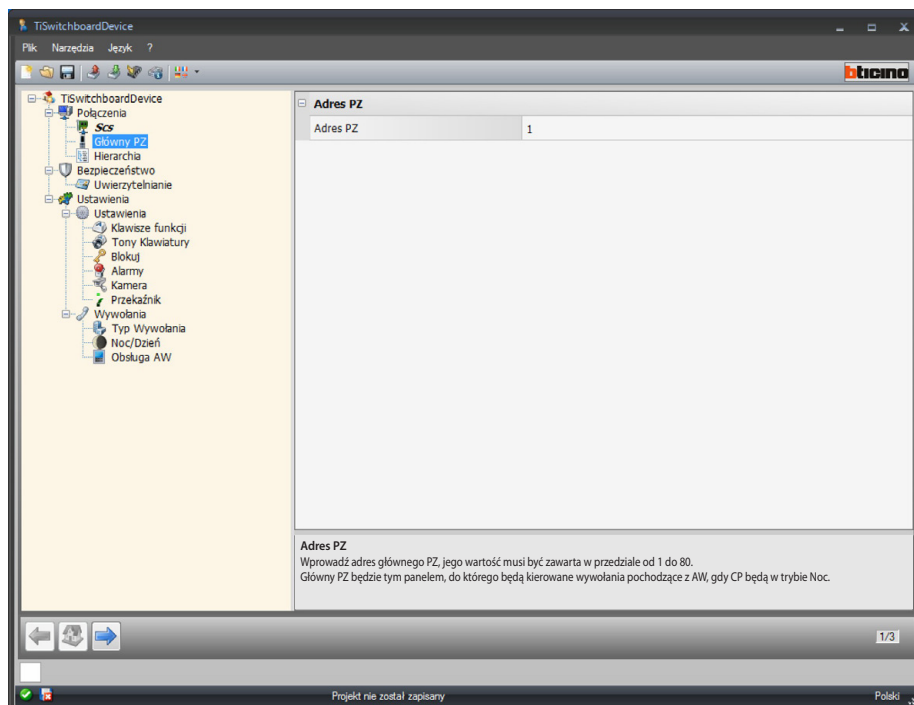 TiSwitchboardDevice
Plik Narzędzia Język ?
bticino
TiSwitchboardDevice
Połączenia
Scs
Główny PZ
Hierarchia
Bezpieczeństwo
Uwierzytelnianie
Ustawienia
Ustawienia
Klawisze funkcji
Tony Klawiatury
Blokuj
Alarmy
Kamera
Przekaźnik
Wywołania
Typ Wywołania
Noc/Dzień
Obsługa AW
Adres PZ
Adres PZ 1
Adres PZ
Wprowadź adres głównego PZ, jego wartość musi być zawarta w przedziale od 1 do 80.
Główny PZ będzie tym panelem, do którego będą kierowane wywołania pochodzące z AW, gdy CP będą w trybie Noc.
1/3
Projekt nie został zapisany Polski